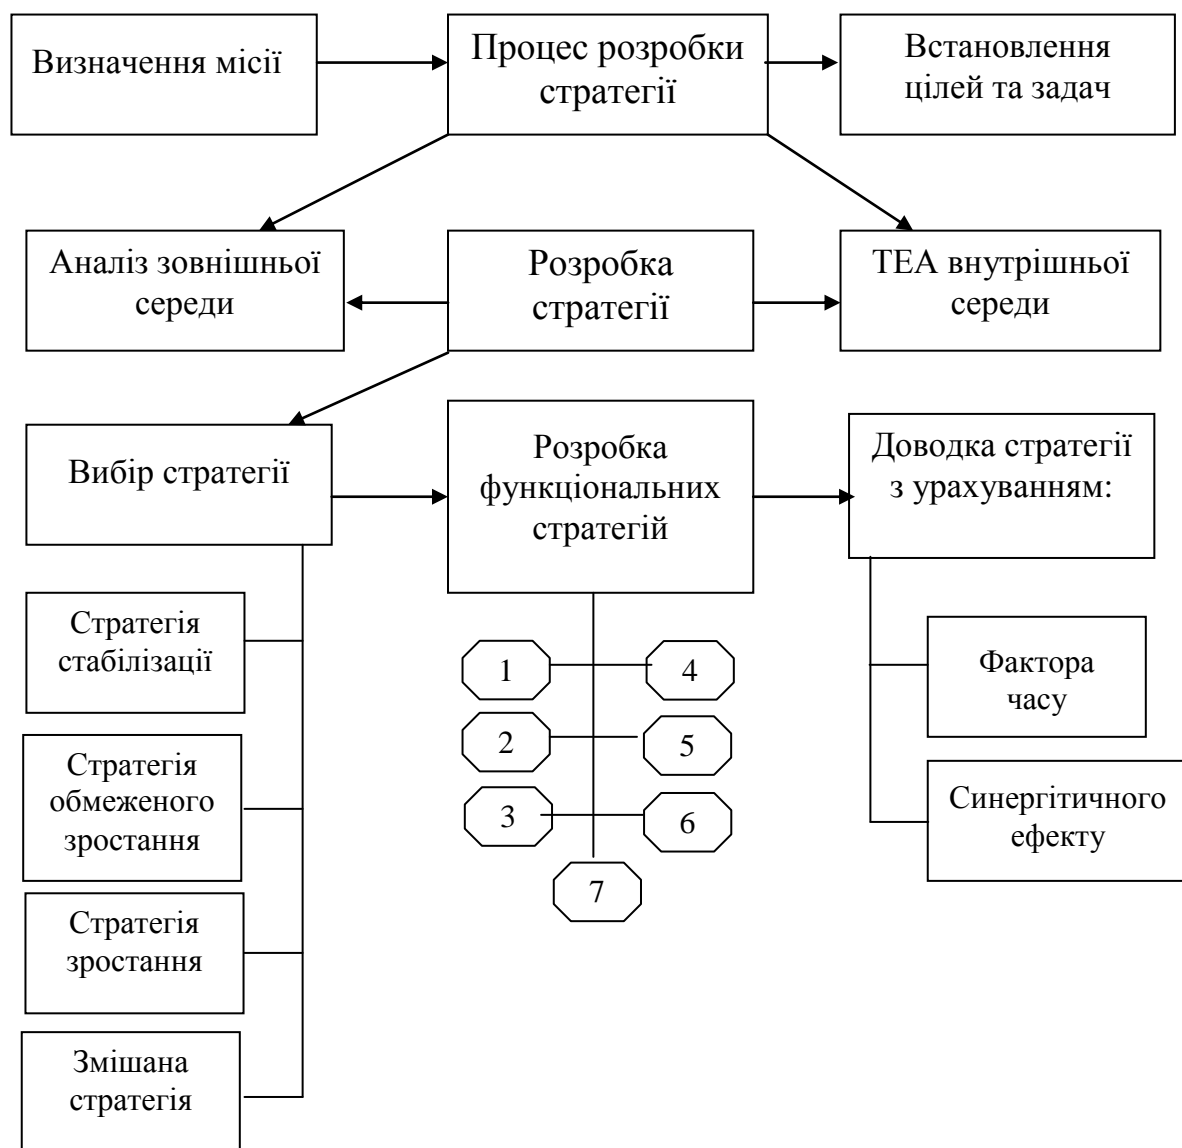 Визначення місії
Процес розробки
стратегії
Встановлення
цілей та задач
Аналіз зовнішньої
середи
Розробка
стратегії
ТЕА внутрішньої
середи
Вибір стратегії
Розробка
функціональних
стратегій
Доводка стратегії
з урахуванням:
Стратегія
стабілізації
Стратегія
обмеженого
зростання
Стратегія
зростання
Змішана
стратегія
1
4
2
5
3
6
7
Фактора
часу
Синергітичного
ефекту